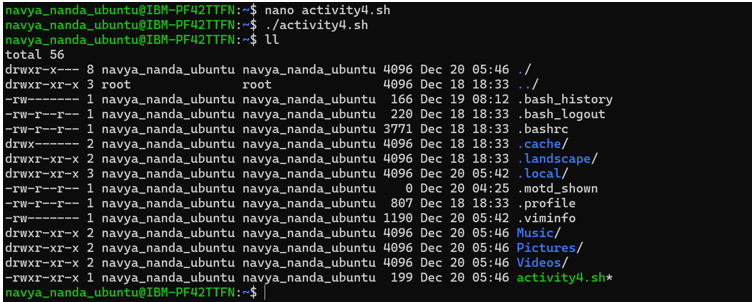 navya_nanda_ubuntu@IBM-PF42TTFN:~$ nano activity4.sh
navya_nanda_ubuntu@IBM-PF42TTFN:~$ ./activity4.sh
navya_nanda_ubuntu@IBM-PF42TTFN:~$ ll
total 56
drwxr-x--- 8 navya_nanda_ubuntu navya_nanda_ubuntu 4096 Dec 20 05:46 ./
drwxr-xr-x 3 root               root               4096 Dec 18 18:33 ../
-rw------- 1 navya_nanda_ubuntu navya_nanda_ubuntu  166 Dec 19 08:12 .bash_history
-rw-r--r-- 1 navya_nanda_ubuntu navya_nanda_ubuntu  220 Dec 18 18:33 .bash_logout
-rw-r--r-- 1 navya_nanda_ubuntu navya_nanda_ubuntu 3771 Dec 18 18:33 .bashrc
drwx------ 2 navya_nanda_ubuntu navya_nanda_ubuntu 4096 Dec 18 18:33 .cache/
drwxr-xr-x 2 navya_nanda_ubuntu navya_nanda_ubuntu 4096 Dec 18 18:33 .landscape/
drwxr-xr-x 3 navya_nanda_ubuntu navya_nanda_ubuntu 4096 Dec 20 05:42 .local/
-rw-r--r-- 1 navya_nanda_ubuntu navya_nanda_ubuntu    0 Dec 20 04:25 .motd_shown
-rw-r--r-- 1 navya_nanda_ubuntu navya_nanda_ubuntu  807 Dec 18 18:33 .profile
-rw------- 1 navya_nanda_ubuntu navya_nanda_ubuntu 1190 Dec 20 05:42 .viminfo
drwxr-xr-x 2 navya_nanda_ubuntu navya_nanda_ubuntu 4096 Dec 20 05:46 Music/
drwxr-xr-x 2 navya_nanda_ubuntu navya_nanda_ubuntu 4096 Dec 20 05:46 Pictures/
drwxr-xr-x 2 navya_nanda_ubuntu navya_nanda_ubuntu 4096 Dec 20 05:46 Videos/
-rwxr-xr-x 1 navya_nanda_ubuntu navya_nanda_ubuntu  199 Dec 20 05:46 activity4.sh*
navya_nanda_ubuntu@IBM-PF42TTFN:~$